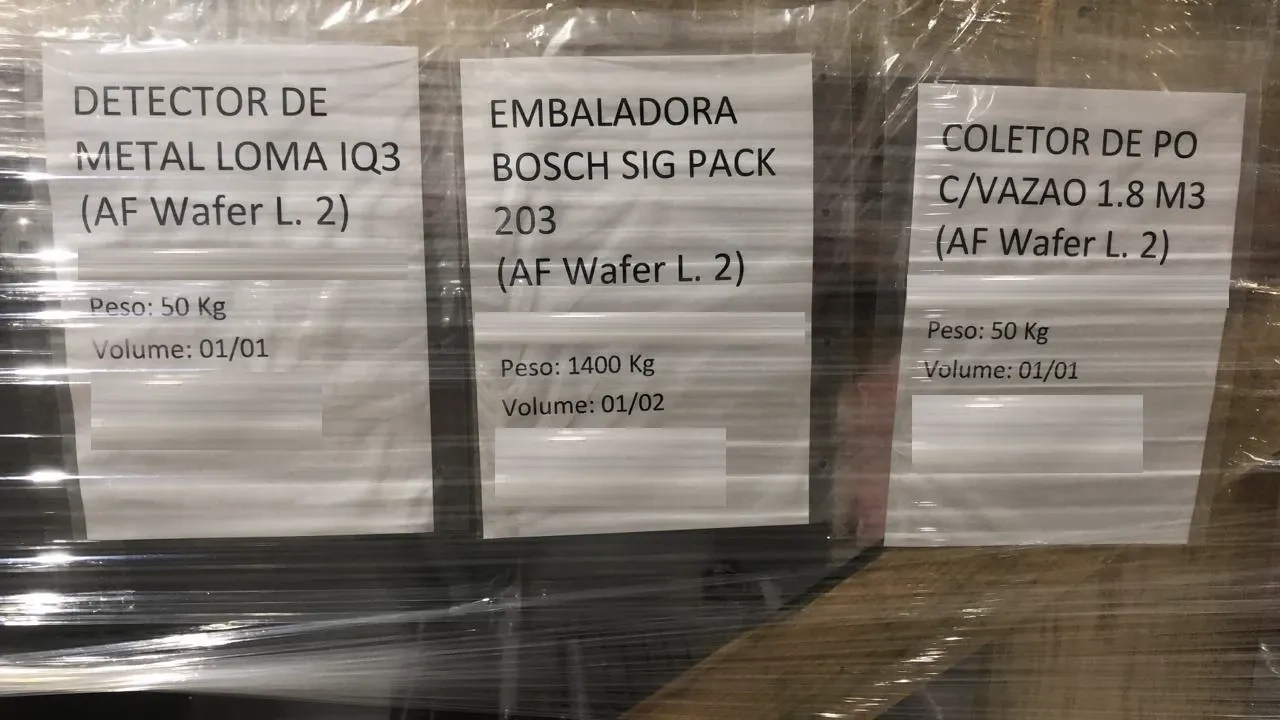 DETECTOR DE
METAL LOMA IQ3
(AF Wafer L. 2)
Peso: 50 Kg
Volume: 01/01
EMBALADORA
BOSCH SIG PACK
203
(AF Wafer L. 2)
Peso: 1400 Kg
Volume: 01/02
COLETOR DE PO
C/VAZAO 1.8 M3
(AF Wafer L. 2)
Peso: 50 Kg
Volume: 01/01